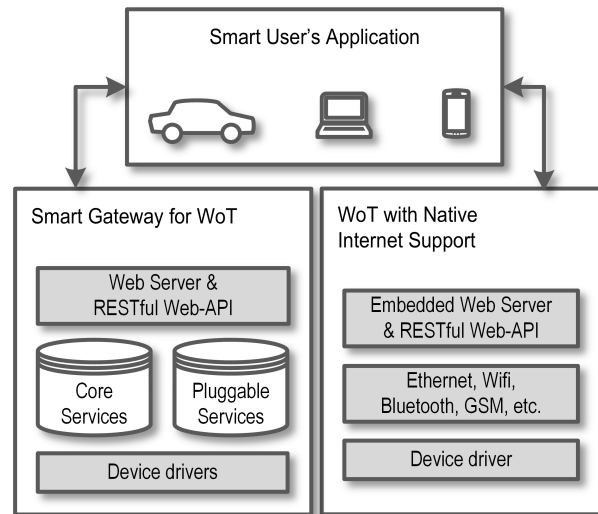 Smart User's Application
Smart Gateway for WoT
Web Server &
RESTful Web-API
Core
Services
Pluggable
Services
Device drivers
WoT with Native
Internet Support
Embedded Web Server
& RESTful Web-API
Ethernet, Wifi,
Bluetooth, GSM, etc.
Device driver